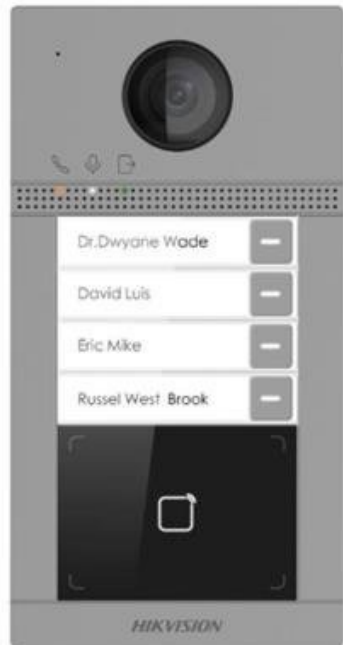 Dr.Dwyane Wade
David Luis
Eric Mike
Russel West Brook
HIKVISION